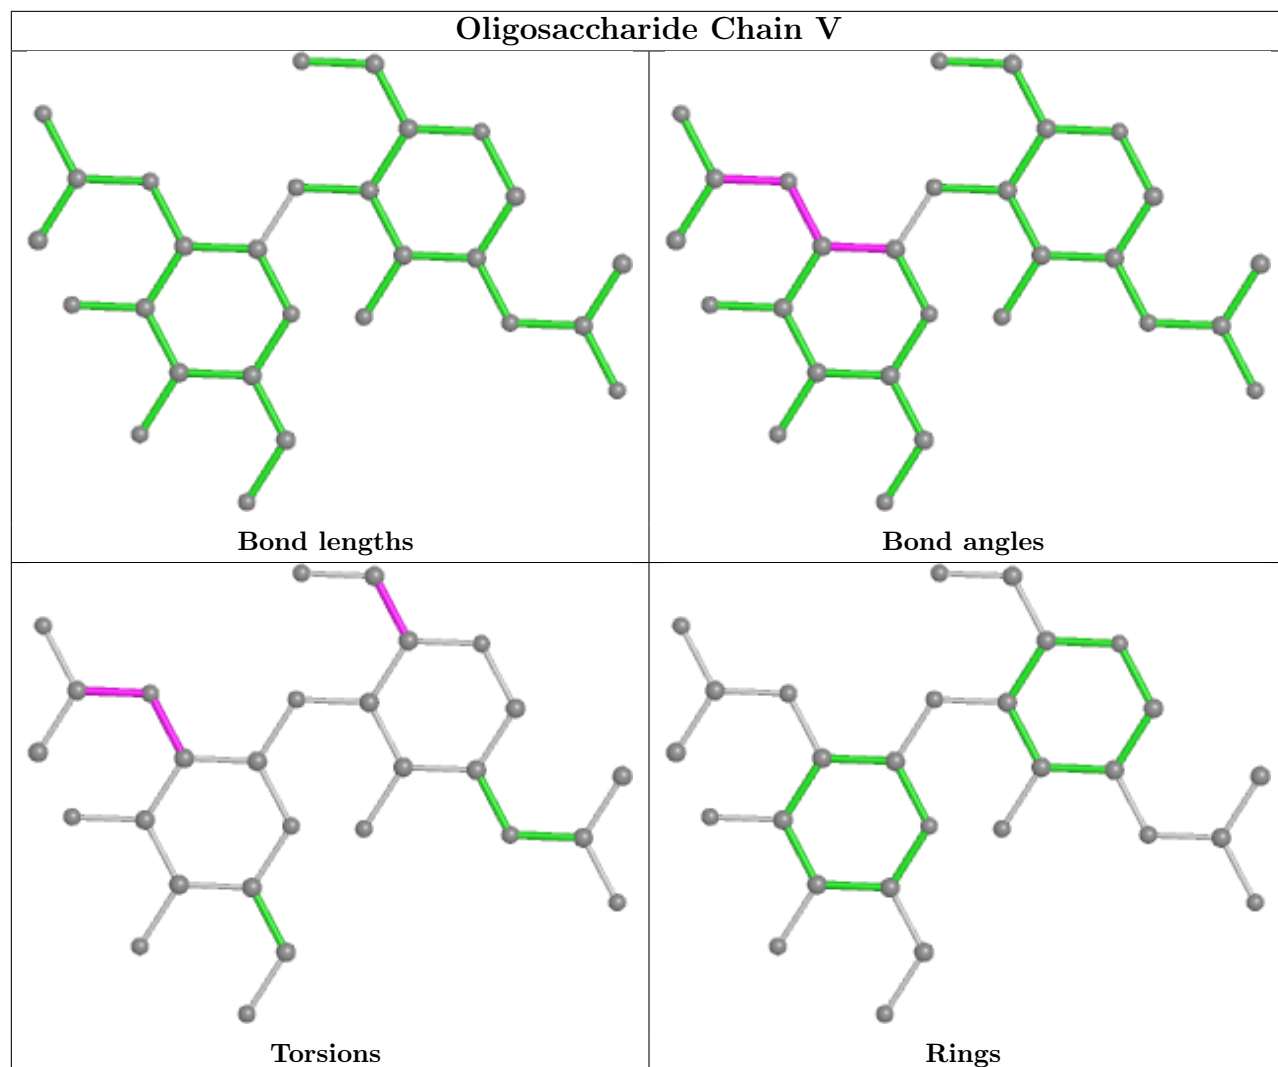 Oligosaccharide Chain V
Bond lengths
Bond angles
Torsions
Rings